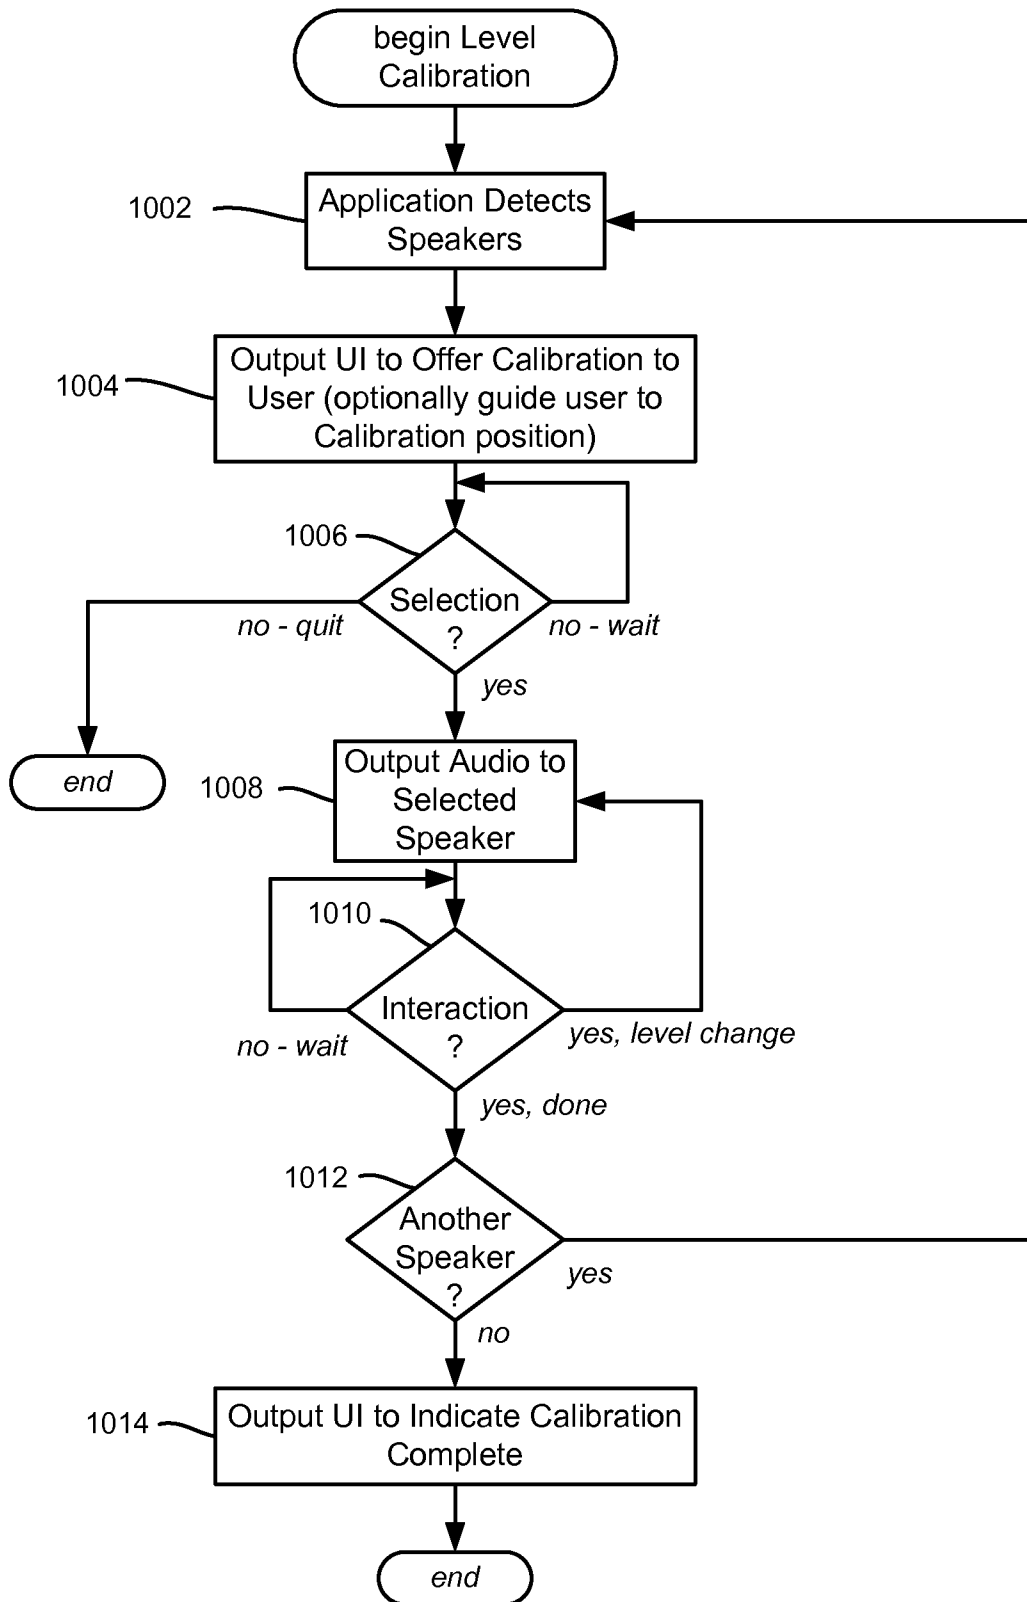 begin Level
Calibration
1002
Application Detects
Speakers
1004
Output UI to Offer Calibration to
User (optionally guide user to
Calibration position)
1006
Selection
?
no - quit
no - wait
yes
end
1008
Output Audio to
Selected
Speaker
1010
Interaction
?
no - wait
yes, level change
yes, done
1012
Another
Speaker
?
yes
no
1014
Output UI to Indicate Calibration
Complete
end